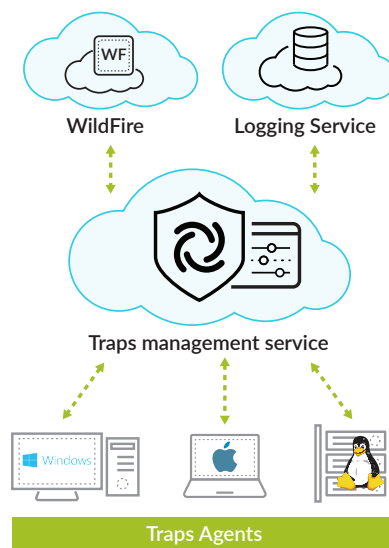 WF
WildFire
Logging Service
Traps management service
Windows
Traps Agents